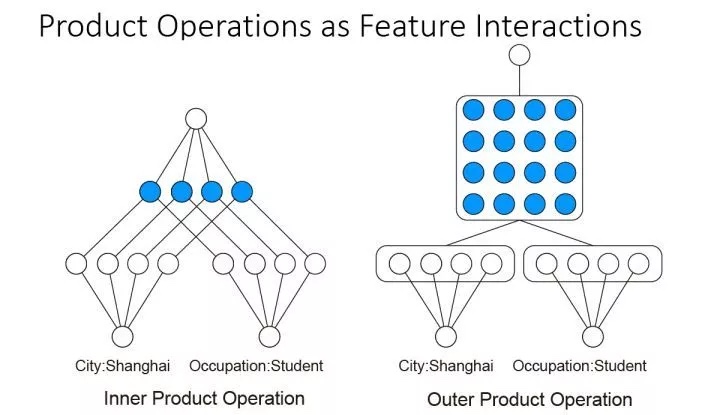 Product Operations as Feature Interactions
City:Shanghai Occupation:Student
Inner Product Operation
City:Shanghai Occupation:Student
Outer Product Operation